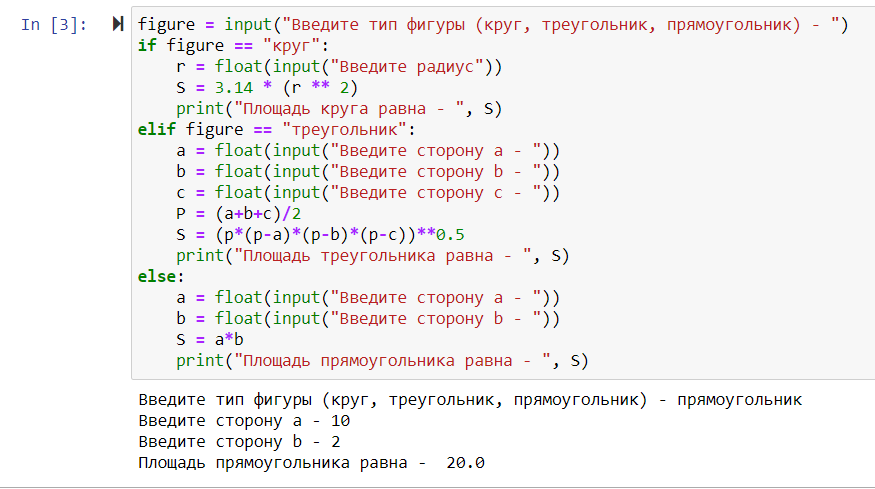 In [3]:
figure = input("Введите тип фигуры (круг, треугольник, прямоугольник) - ")
if figure == "круг":
    r = float(input("Введите радиус"))
    S = 3.14 * (r ** 2)
    print("Площадь круга равна - ", S)
elif figure == "треугольник":
    a = float(input("Введите сторону a - "))
    b = float(input("Введите сторону b - "))
    c = float(input("Введите сторону c - "))
    P = (a+b+c)/2
    S = (p*(p-a)*(p-b)*(p-c))**0.5
    print("Площадь треугольника равна - ", S)
else:
    a = float(input("Введите сторону a - "))
    b = float(input("Введите сторону b - "))
    S = a*b
    print("Площадь прямоугольника равна - ", S)
Введите тип фигуры (круг, треугольник, прямоугольник) - прямоугольник
Введите сторону a - 10
Введите сторону b - 2
Площадь прямоугольника равна -  20.0